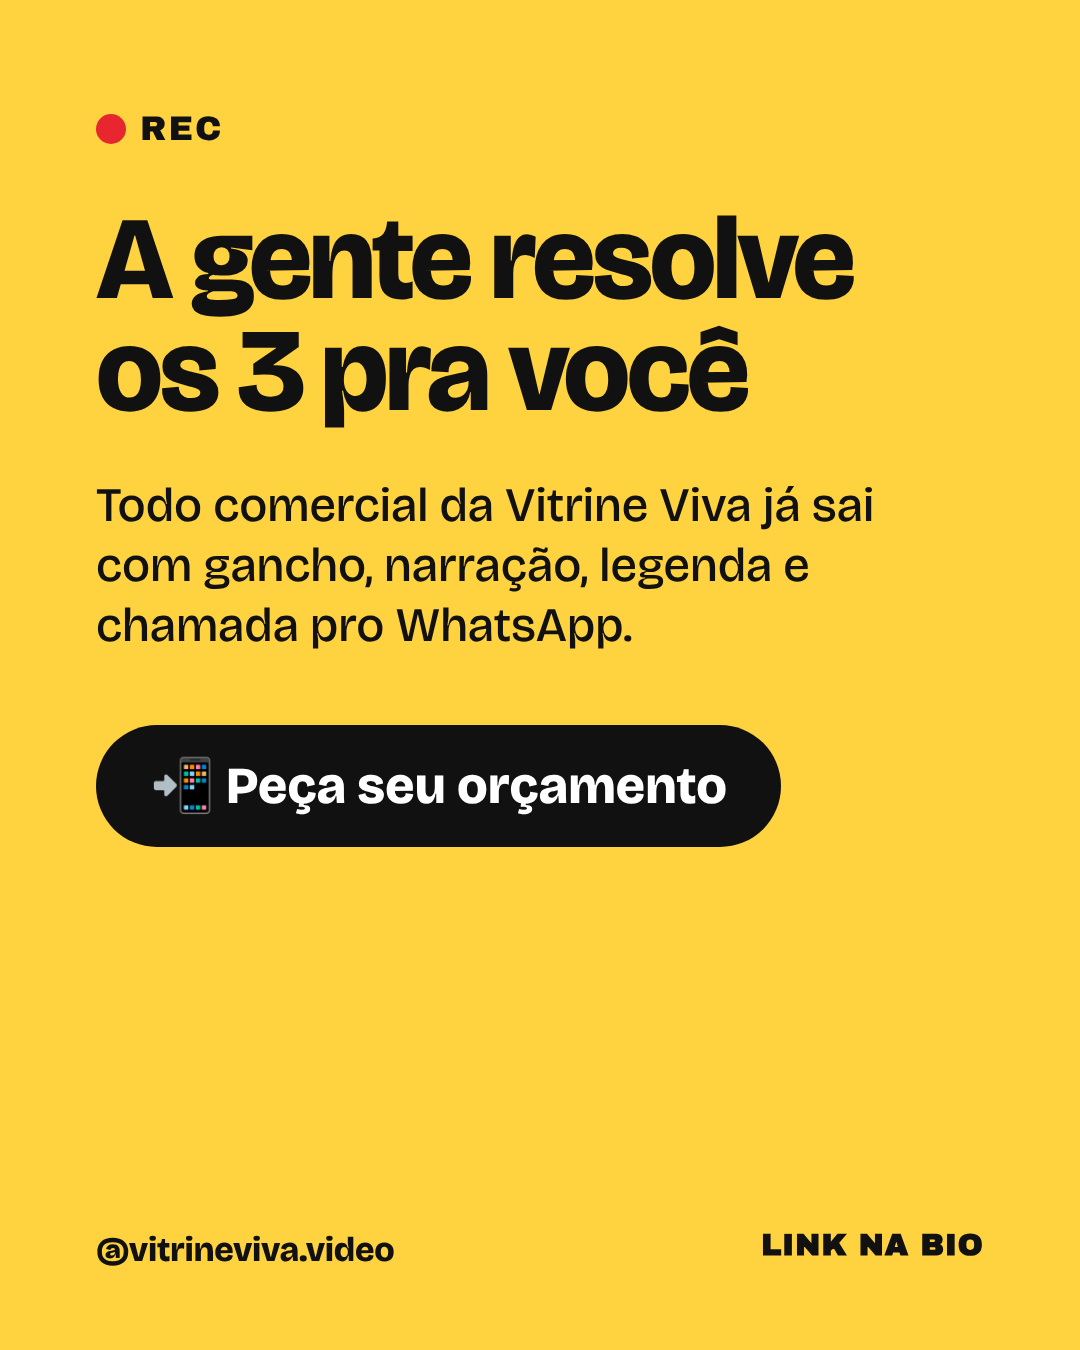 REC
A gente resolve
os 3 pra você
Todo comercial da Vitrine Viva já sai
com gancho, narração, legenda e
chamada pro WhatsApp.
📲 Peça seu orçamento
@vitrineviva.video
LINK NA BIO